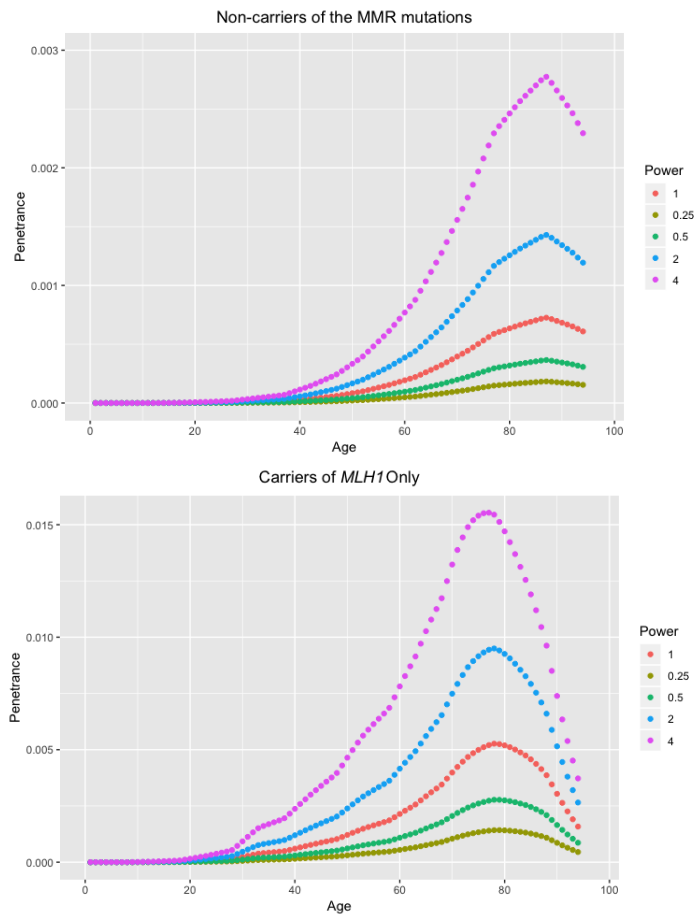 Non-carriers of the MMR mutations
0.003
0.002
0.001
0.000
Penetrance
0 20 40 60 80 100
Age
Power
1
0.25
0.5
2
4
Carriers of MLH1 Only
0.015
0.010
0.005
0.000
Penetrance
0 20 40 60 80 100
Age
Power
1
0.25
0.5
2
4